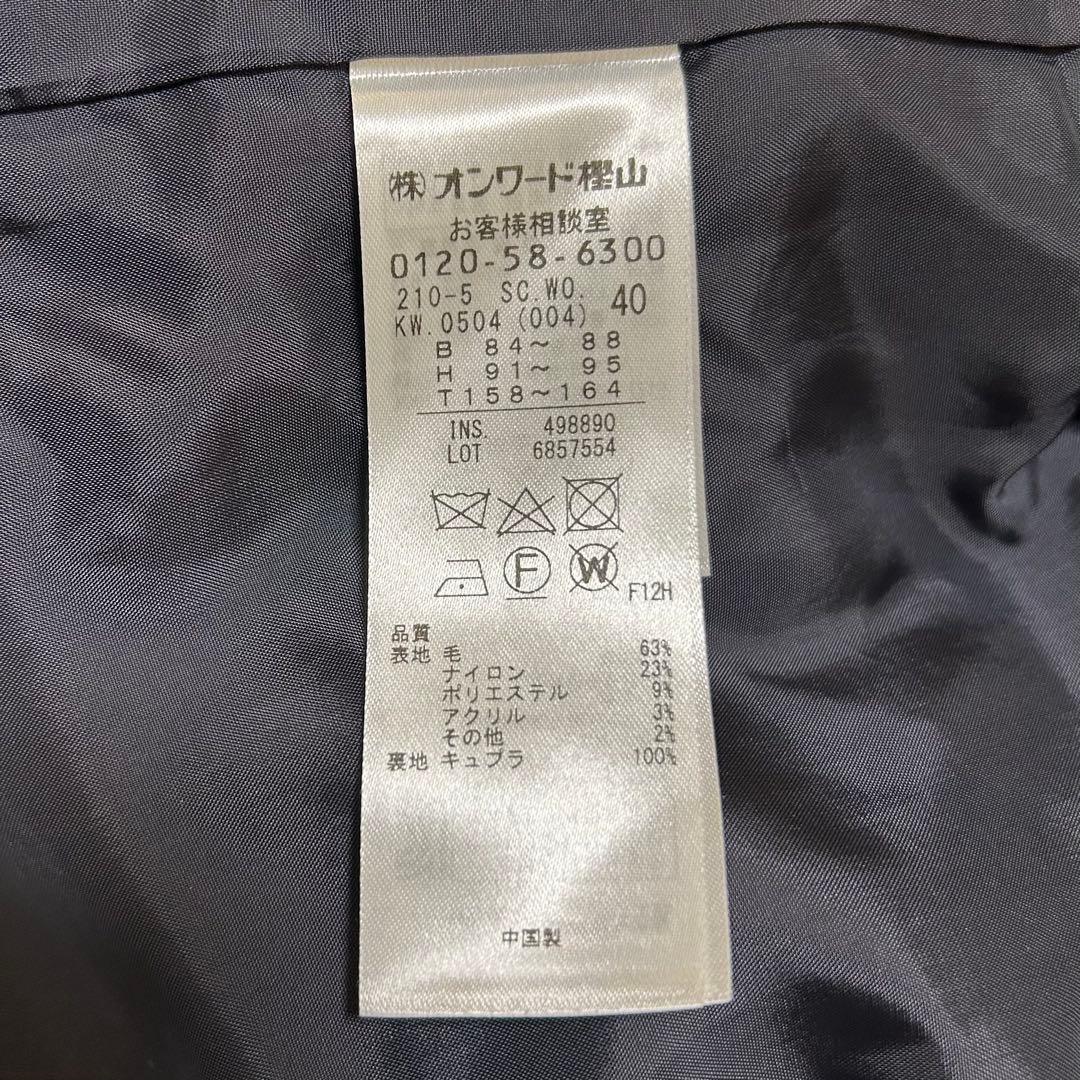 (株)オンワード樫山
お客様相談室
0120-58-6300
210-5 SC.WO. 40
KW.0504 (004)
B 84～ 88
H 91～ 95
T158～164
INS. 498890
LOT 6857554
F W F12H
品質
表地 毛 63%
ナイロン 23%
ポリエステル 9%
アクリル 3%
その他 2%
裏地 キュプラ 100%
中国製